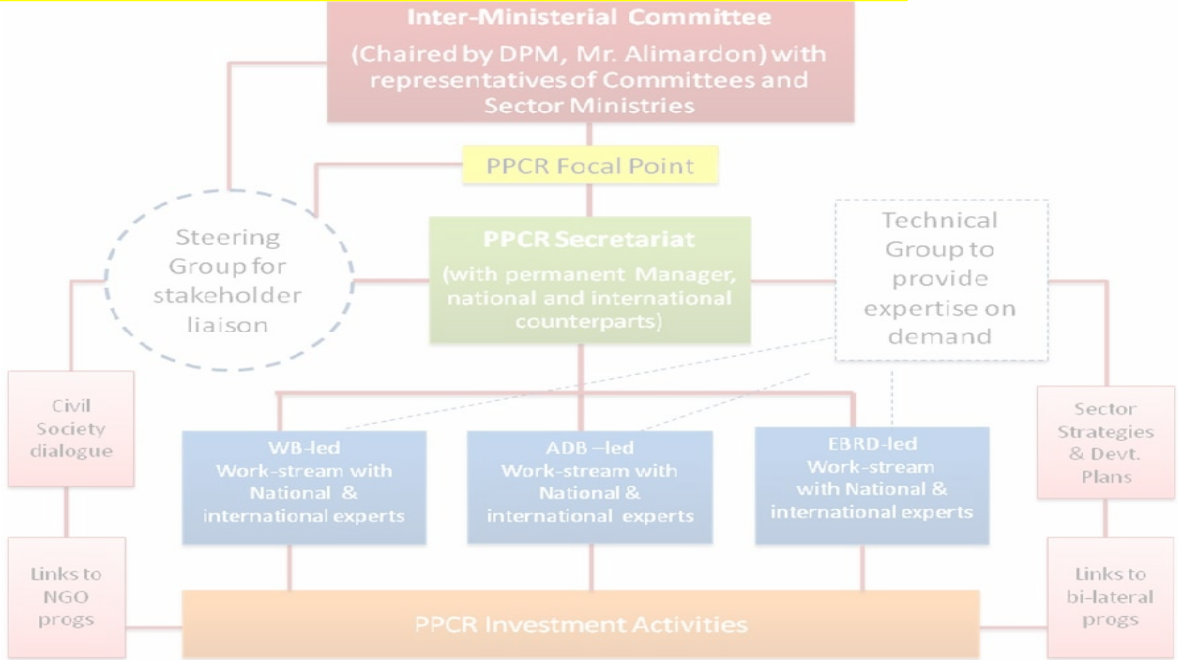 Inter-Ministerial Committee
(Chaired by DPM, Mr. Alimardon) with
representatives of Committees and
Sector Ministries
PPCR Focal Point
Steering
Group for
stakeholder
liaison
PPCR Secretariat
(with permanent Manager,
national and international
counterparts)
Technical
Group to
provide
expertise on
demand
Civil
Society
dialogue
WB-led
Work-stream with
National &
international experts
ADB –led
Work-stream with
National &
international experts
EBRD-led
Work-stream
with National &
international experts
Sector
Strategies
& Devt.
Plans
Links to
NGO
progs
PPCR Investment Activities
Links to
bi-lateral
progs